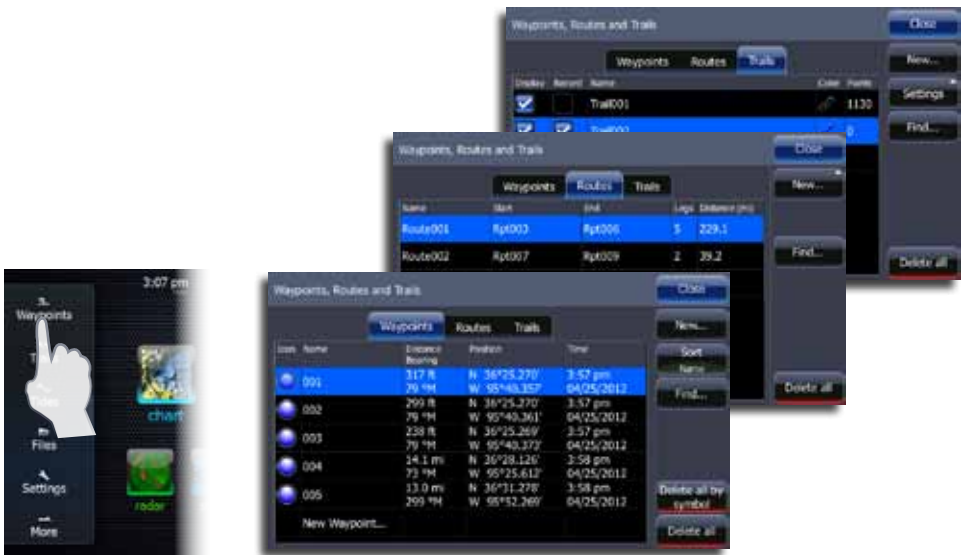 Waypoints, Routes and Trails
Close
Waypoints Routes Trails
New...
Display Record Name Color Points
Settings
Trail001 1130
Find...
0
Delete all
Waypoints, Routes and Trails
Close
Waypoints Routes Trails
New...
Name Start End Legs Distance (mi)
Route001 Rpt003 Rpt006 5 229.1
Route002 Rpt007 Rpt009 2 39.2
Find...
Delete all
3:07 pm
Waypoints
Tides
Files
Settings
More
chart
radar
Waypoints, Routes and Trails
Close
Waypoints Routes Trails
New...
Icon Name Distance Bearing Position Time
Sort
Name
001 317 ft N 36°25.270' 3:57 pm
79 °M W 95°40.357' 04/25/2012
Find...
002 299 ft N 36°25.270' 3:57 pm
79 °M W 95°40.361' 04/25/2012
003 238 ft N 36°25.269' 3:57 pm
79 °M W 95°40.373' 04/25/2012
004 14.1 mi N 36°28.126' 3:58 pm
73 °M W 95°25.612' 04/25/2012
005 13.0 mi N 36°31.278' 3:58 pm
299 °M W 95°52.269' 04/25/2012
Delete all by
symbol
New Waypoint...
Delete all